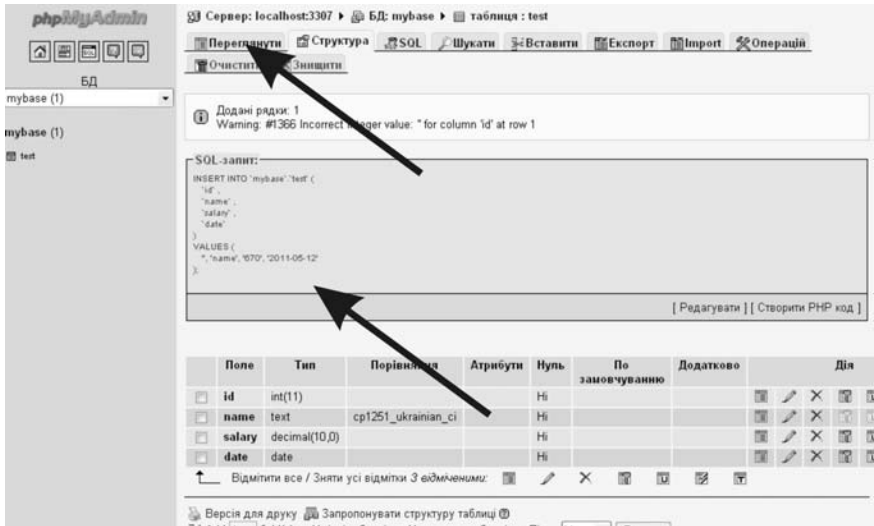 phpMyAdmin
БД
mybase (1)
mybase (1)
test
Сервер: localhost:3307 БД: mybase таблиця : test
Переглянути Структура SQL Шукати Вставити Експорт Import Операцій
Очистити Знищити
Додані рядки: 1
Warning: #1366 Incorrect integer value: '' for column 'id' at row 1
SQL-запит:
INSERT INTO `mybase`.`test` (
`id` ,
`name` ,
`salary` ,
`date`
)
VALUES (
'', 'name', '670', '2011-05-12'
);
[ Редагувати ] [ Створити PHP код ]
Поле Тип Порівняння Атрибути Нуль По замовчуванню Додатково Дія
id int(11) Ні
name text cp1251_ukrainian_ci Ні
salary decimal(10,0) Ні
date date Ні
Відмітити все / Зняти усі відмітки З відміченими:
Версія для друку Запропонувати структуру таблиці